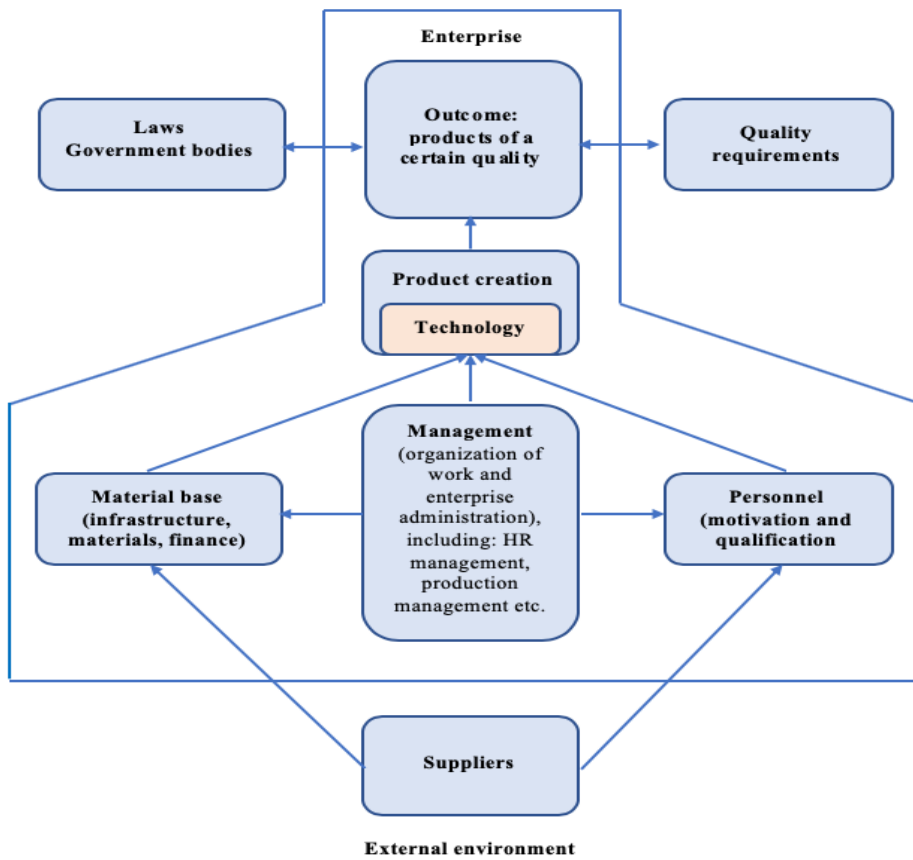 Enterprise
Laws
Government bodies
Outcome:
products of a
certain quality
Quality
requirements
Product creation
Technology
Management
(organization of
work and
enterprise
administration),
including: HR
management,
production
management etc.
Material base
(infrastructure,
materials, finance)
Personnel
(motivation and
qualification
Suppliers
External environment